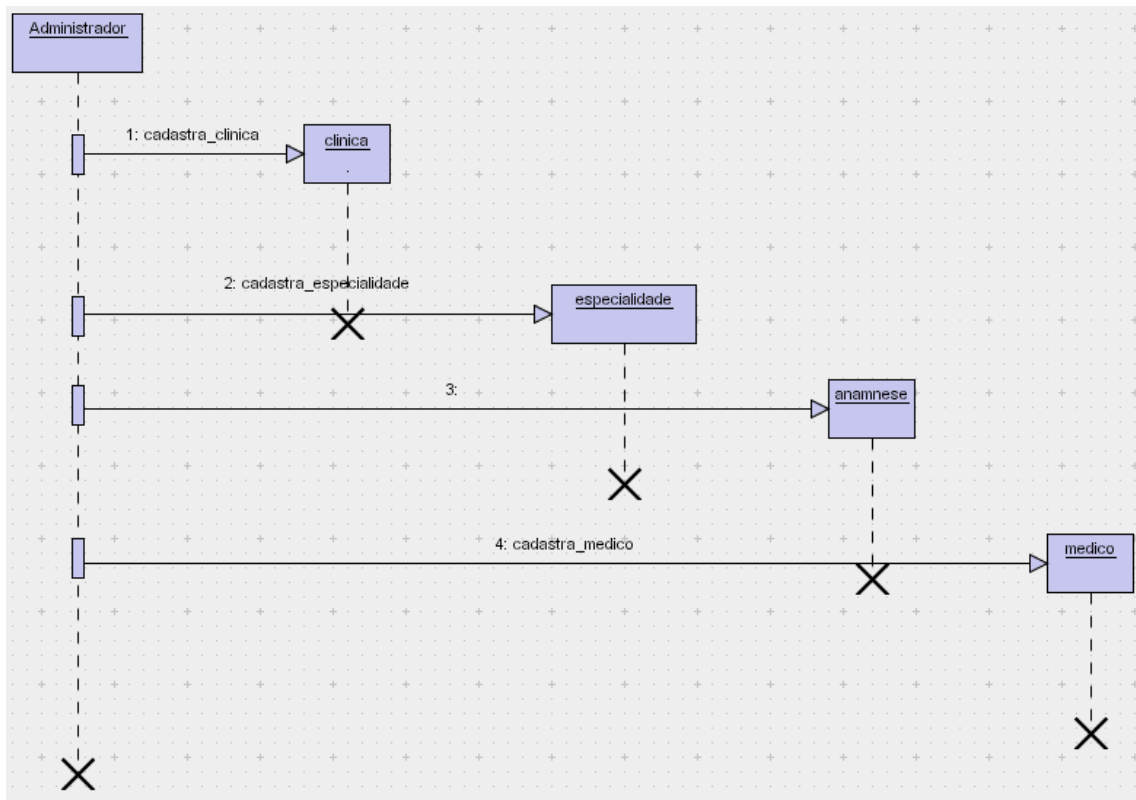 Administrador
1: cadastra_clinica
clinica
.
2: cadastra_especialidade
especialidade
3:
anamnese
4: cadastra_medico
medico